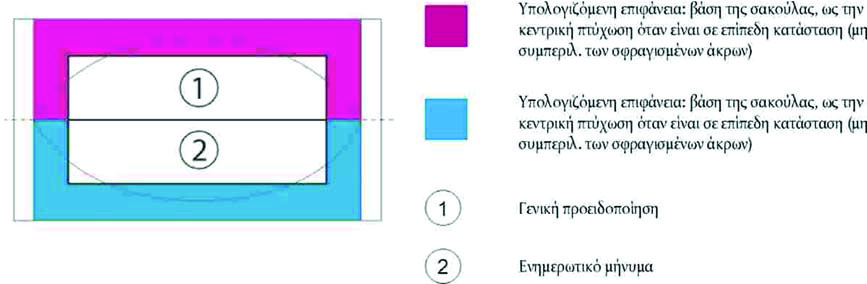 Υπολογιζόμενη επιφάνεια: βάση της σακούλας, ως την
κεντρική πτύχωση όταν είναι σε επίπεδη κατάσταση (μη
συμπεριλ. των σφραγισμένων άκρων)
1
2
Υπολογιζόμενη επιφάνεια: βάση της σακούλας, ως την
κεντρική πτύχωση όταν είναι σε επίπεδη κατάσταση (μη
συμπεριλ. των σφραγισμένων άκρων)
1 Γενική προειδοποίηση
2 Ενημερωτικό μήνυμα